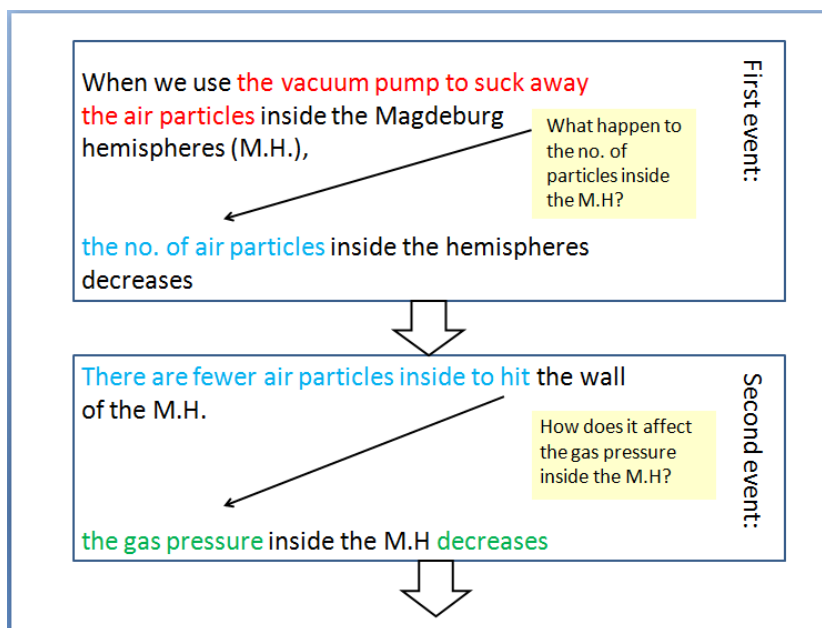 When we use the vacuum pump to suck away
the air particles inside the Magdeburg
hemispheres (M.H.),
What happen to
the no. of
particles inside
the M.H?
the no. of air particles inside the hemispheres
decreases
First event:
There are fewer air particles inside to hit the wall
of the M.H.
How does it affect
the gas pressure
inside the M.H?
the gas pressure inside the M.H decreases
Second event: